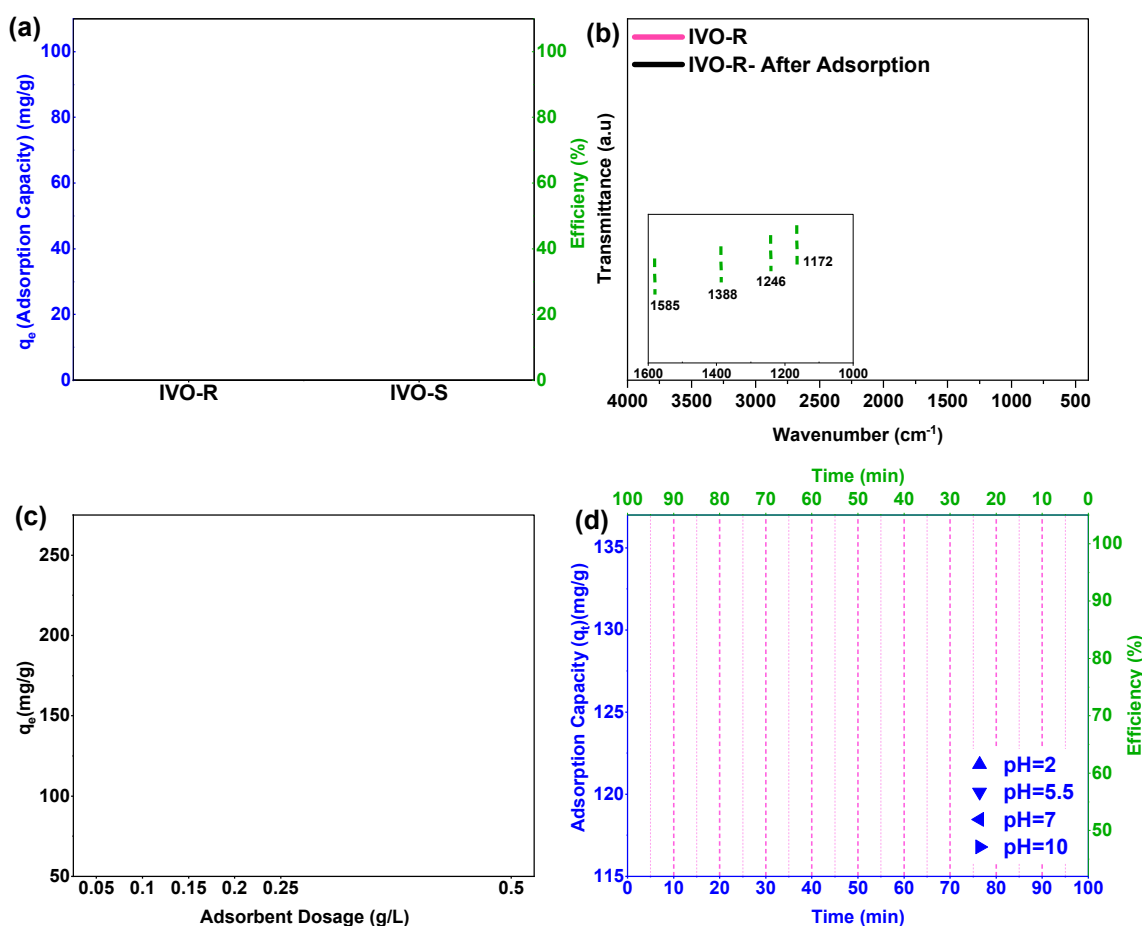 (a)
q_e (Adsorption Capacity) (mg/g)
100
80
60
40
20
0
100
80
60
40
20
0
Efficieny (%)
IVO-R IVO-S
(b)
IVO-R
IVO-R- After Adsorption
Transmittance (a.u)
1585 1388 1246 1172
1600 1400 1200 1000
4000 3500 3000 2500 2000 1500 1000 500
Wavenumber (cm⁻¹)
(c)
q_e(mg/g)
250
200
150
100
50
0.05 0.1 0.15 0.2 0.25 0.5
Adsorbent Dosage (g/L)
(d)
Time (min)
100 90 80 70 60 50 40 30 20 10 0
Adsorption Capacity (q_t)(mg/g)
135
130
125
120
115
100
90
80
70
60
50
Efficiency (%)
pH=2
pH=5.5
pH=7
pH=10
0 10 20 30 40 50 60 70 80 90 100
Time (min)